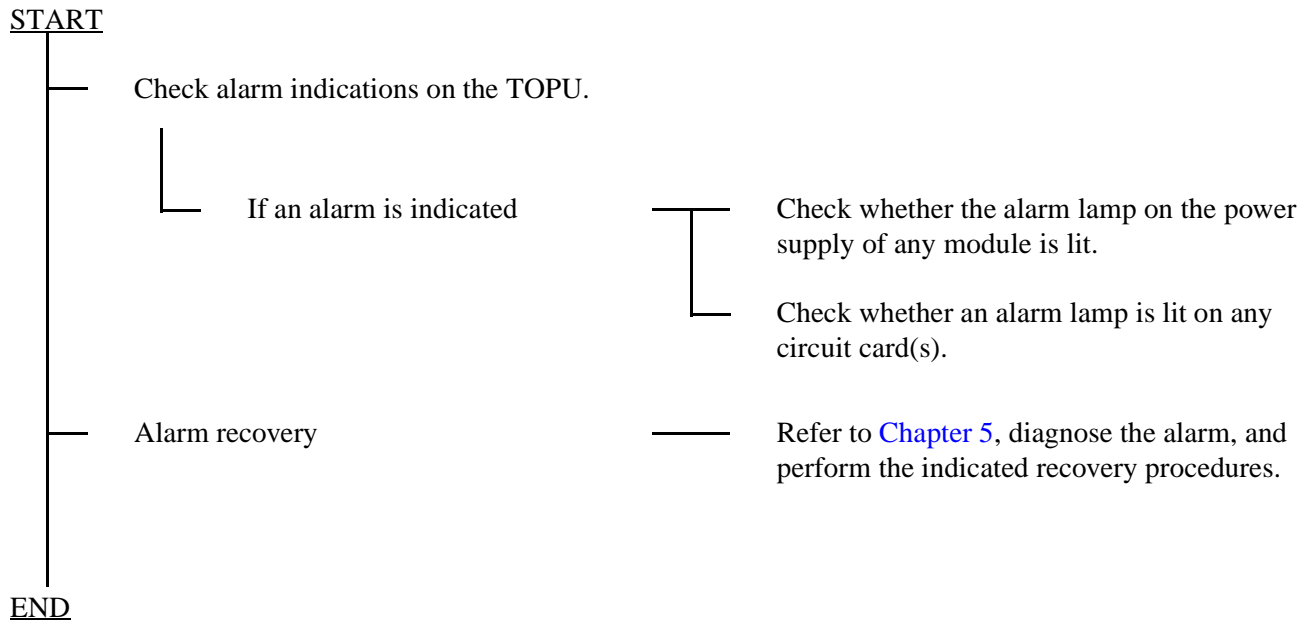 START
Check alarm indications on the TOPU.
If an alarm is indicated
Check whether the alarm lamp on the power
supply of any module is lit.
Check whether an alarm lamp is lit on any
circuit card(s).
Alarm recovery
Refer to Chapter 5, diagnose the alarm, and
perform the indicated recovery procedures.
END